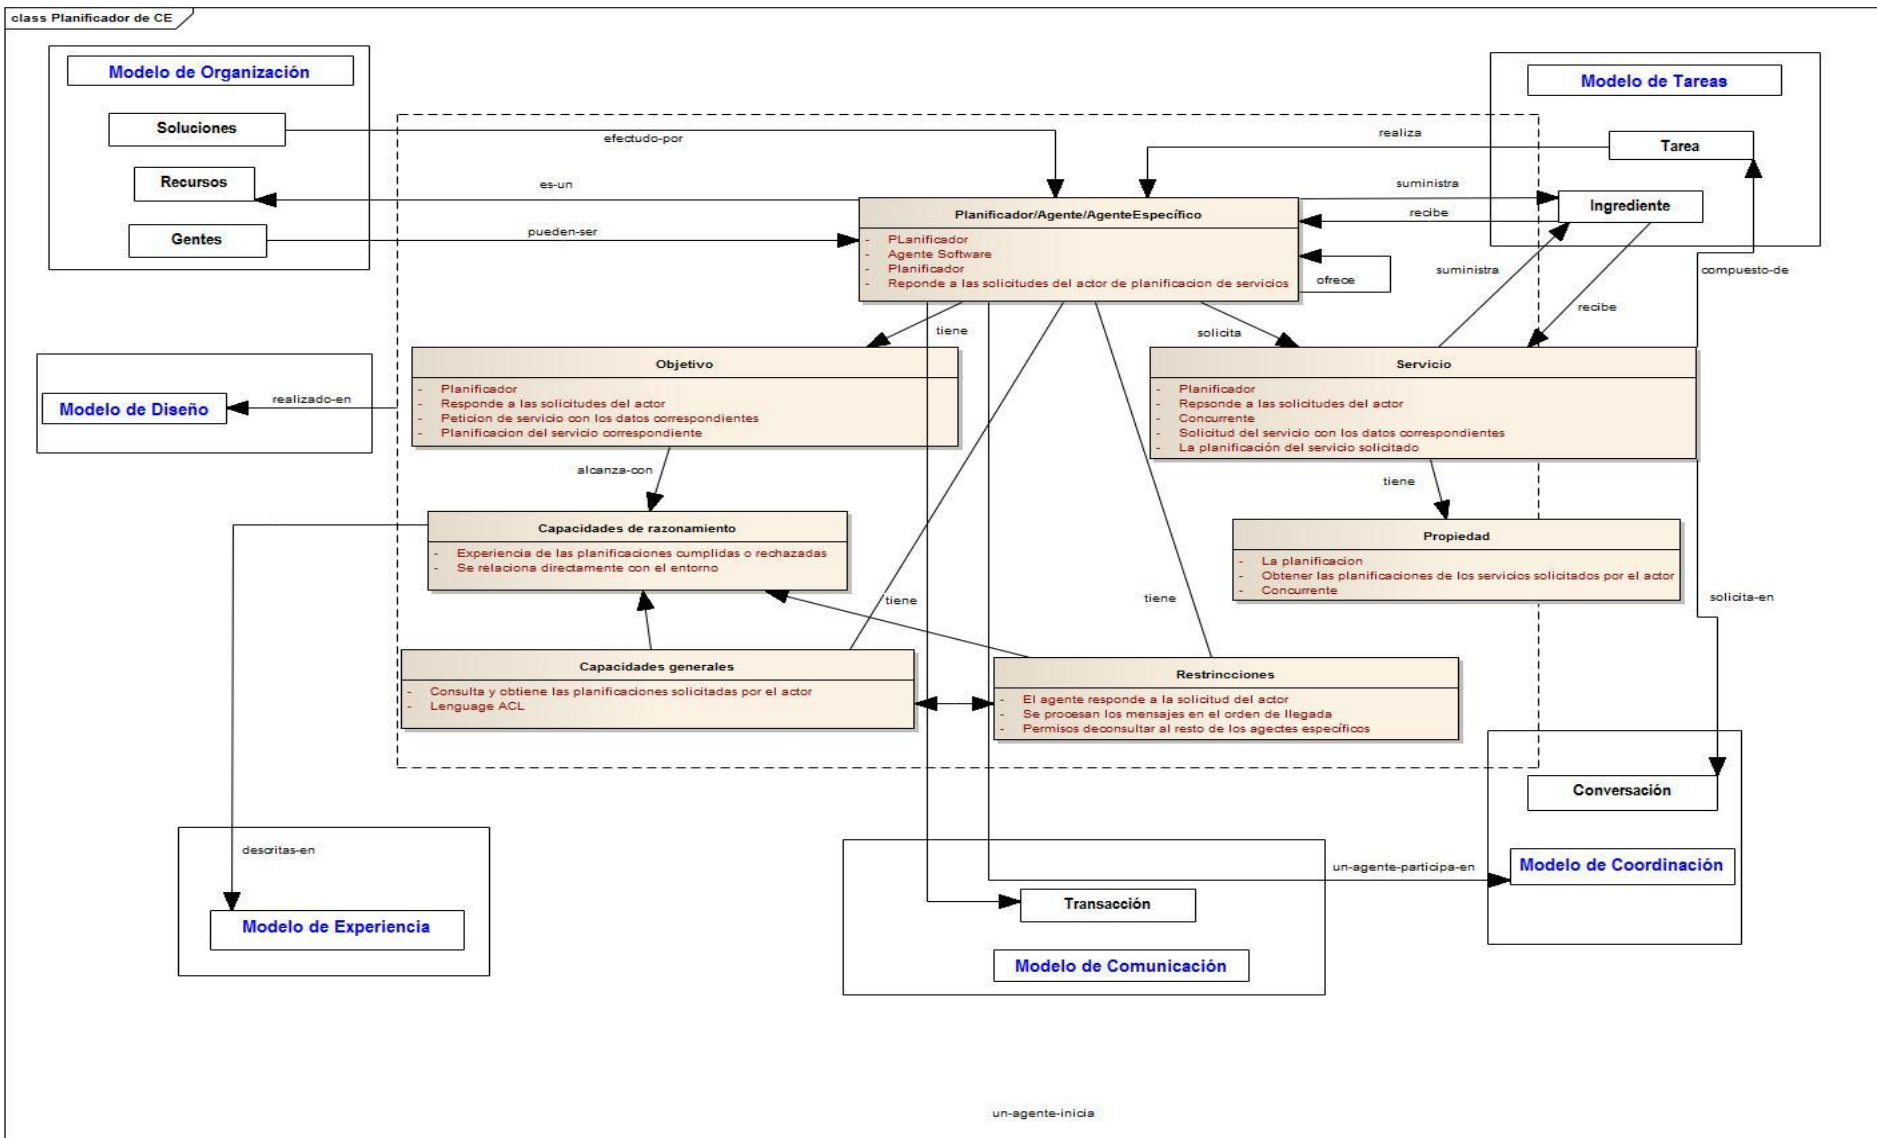 class Planificador de CE
Modelo de Organización
Soluciones
Recursos
Gentes
efectudo-por
es-un
pueden-ser
Modelo de Tareas
Tarea
Ingrediente
realiza
suministra
recibe
Planificador/Agente/AgenteEspecífico
- PLanificador
- Agente Software
- Planificador
- Reponde a las solicitudes del actor de planificacion de servicios
ofrece
suministra
compuesto-de
recibe
tiene
solicita
Objetivo
- Planificador
- Responde a las solicitudes del actor
- Peticion de servicio con los datos correspondientes
- Planificacion del servicio correspondiente
Servicio
- Planificador
- Repsonde a las solicitudes del actor
- Concurrente
- Solicitud del servicio con los datos correspondientes
- La planificación del servicio solicitado
Modelo de Diseño
realizado-en
alcanza-con
tiene
Capacidades de razonamiento
- Experiencia de las planificaciones cumplidas o rechazadas
- Se relaciona directamente con el entorno
Propiedad
- La planificacion
- Obtener las planificaciones de los servicios solicitados por el actor
- Concurrente
tiene
tiene
solicita-en
Capacidades generales
- Consulta y obtiene las planificaciones solicitadas por el actor
- Lenguage ACL
Restrincciones
- El agente responde a la solicitud del actor
- Se procesan los mensajes en el orden de llegada
- Permisos deconsultar al resto de los agectes específicos
Conversación
Modelo de Coordinación
descritas-en
un-agente-participa-en
Modelo de Experiencia
Transacción
Modelo de Comunicación
un-agente-inicia